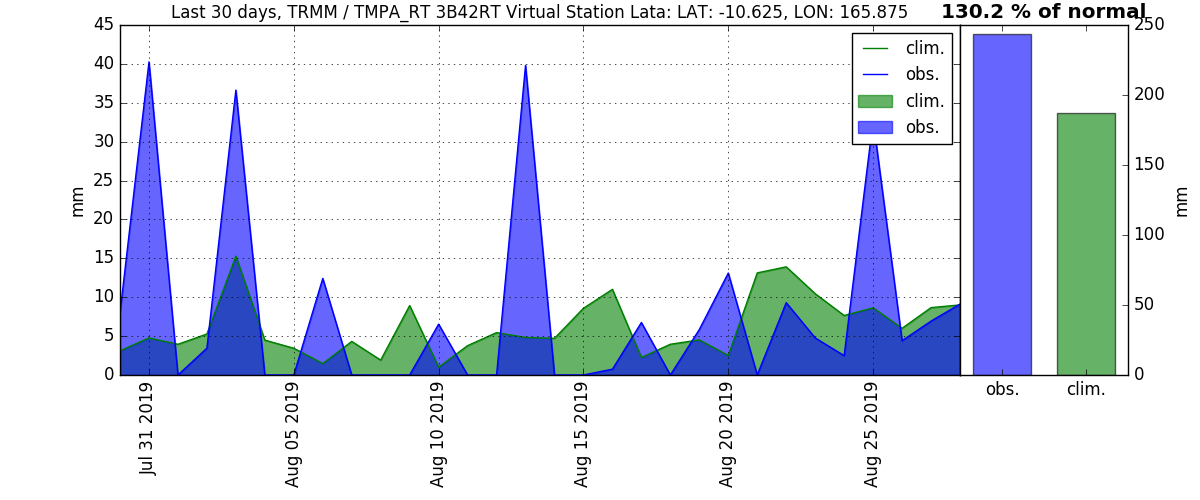 Last 30 days, TRMM / TMPA_RT 3B42RT Virtual Station Lata: LAT: -10.625, LON: 165.875
130.2 % of normal
clim.
obs.
clim.
obs.
45
40
35
30
25
20
15
10
5
0
mm
Jul 31 2019
Aug 05 2019
Aug 10 2019
Aug 15 2019
Aug 20 2019
Aug 25 2019
250
200
150
100
50
0
mm
obs.
clim.